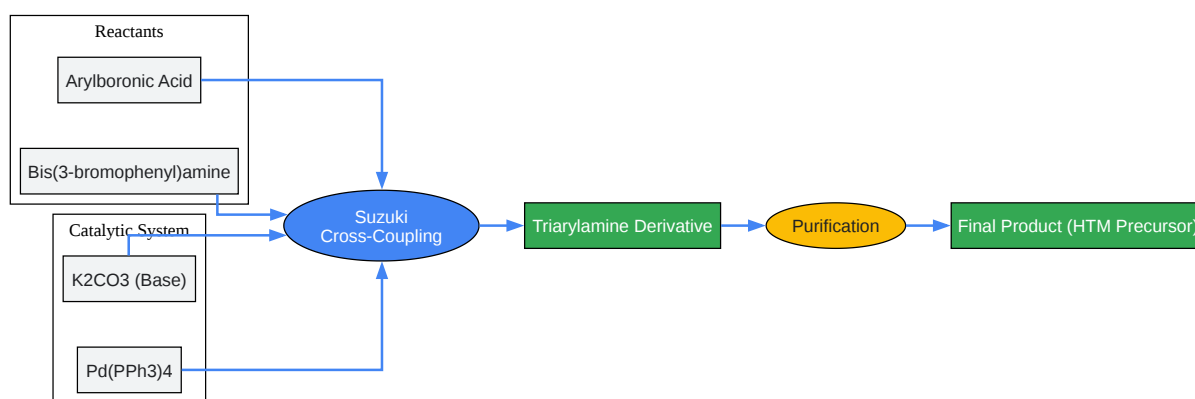 Reactants
Arylboronic Acid
Bis(3-bromophenyl)amine
Catalytic System
K2CO3 (Base)
Pd(PPh3)4
Suzuki
Cross-Coupling
Triarylamine Derivative
Purification
Final Product (HTM Precursor)